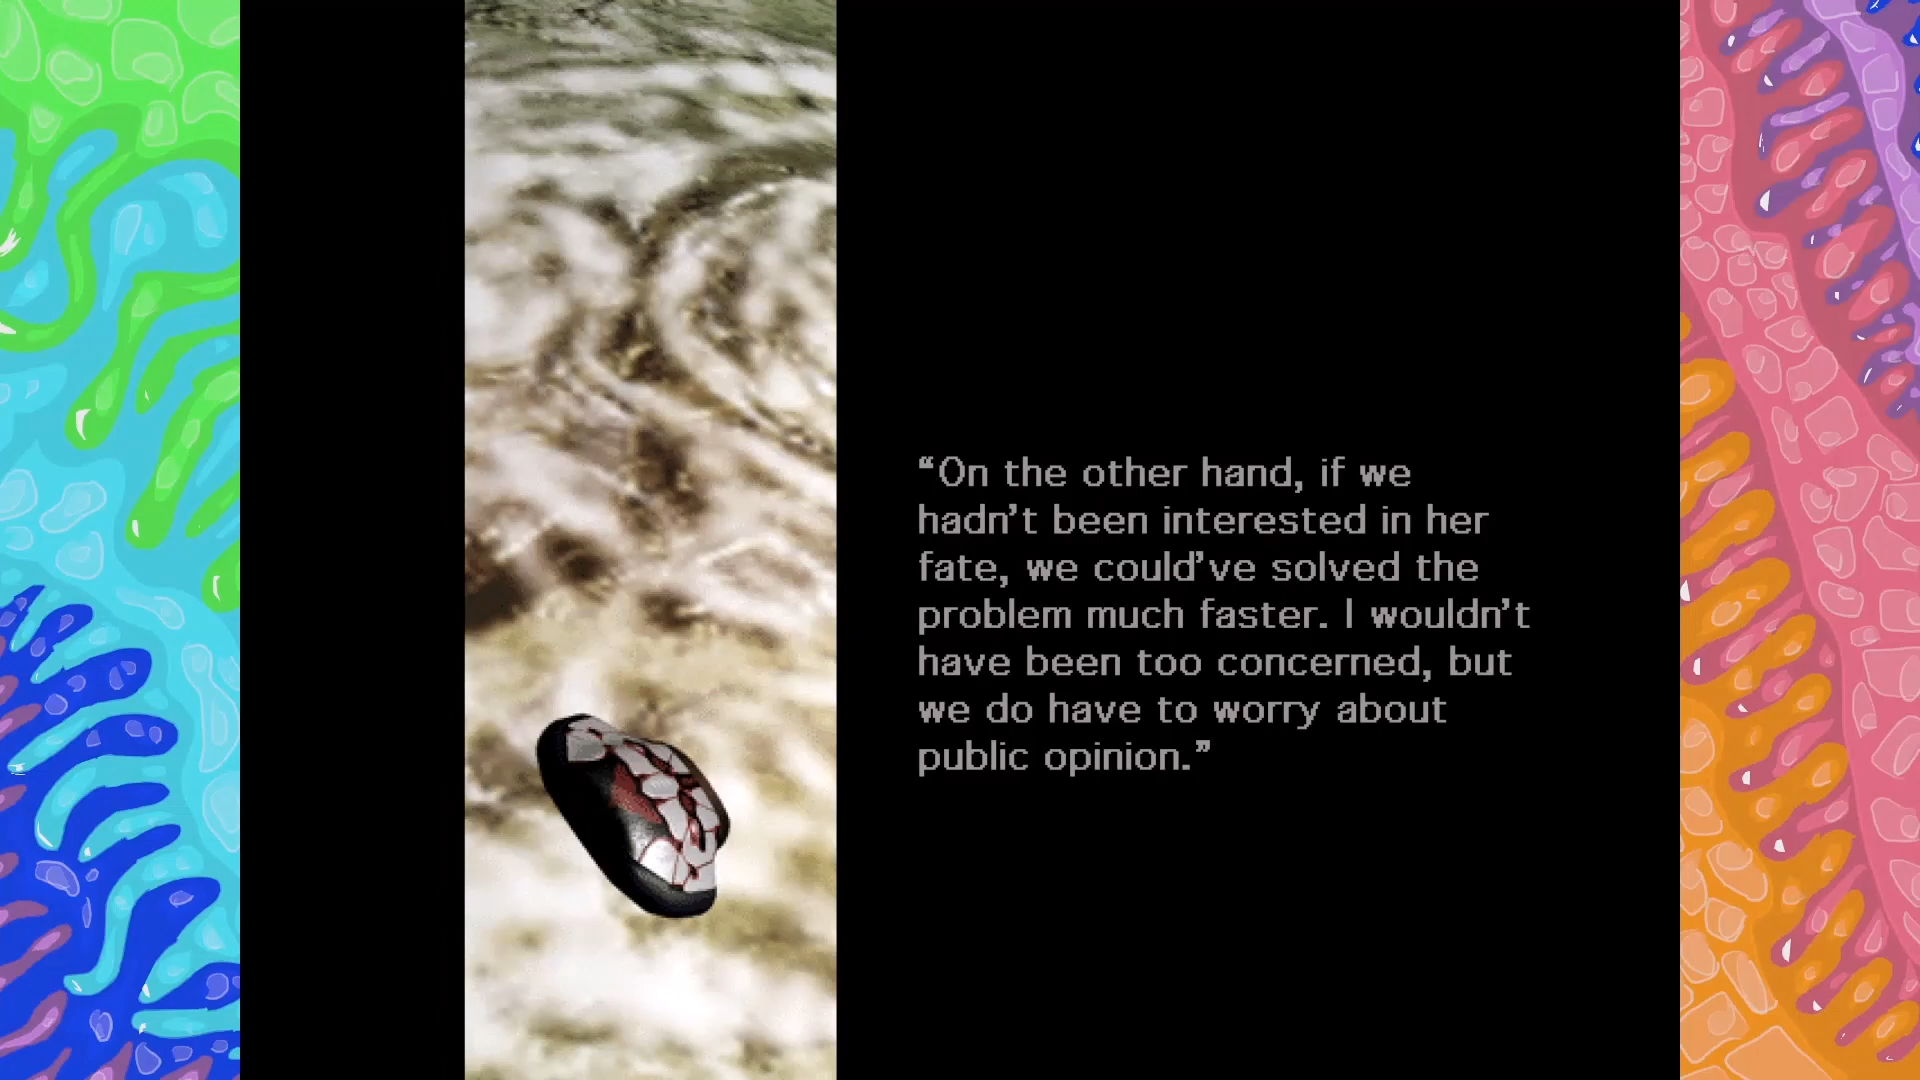 “On the other hand, if we
hadn’t been interested in her
fate, we could’ve solved the
problem much faster. I wouldn’t
have been too concerned, but
we do have to worry about
public opinion.”